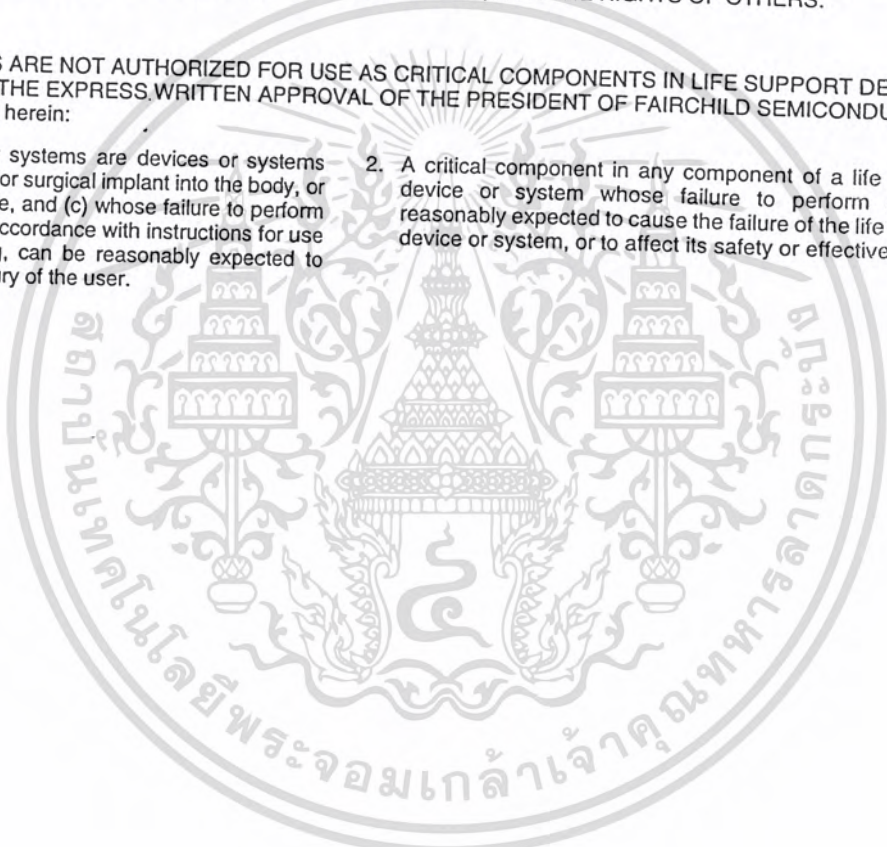 RIGHTS OF OTHERS.
ARE NOT AUTHORIZED FOR USE AS CRITICAL COMPONENTS IN LIFE SUPPORT DE
THE EXPRESS WRITTEN APPROVAL OF THE PRESIDENT OF FAIRCHILD SEMICONDU
herein:
systems are devices or systems
or surgical implant into the body, or
e, and (c) whose failure to perform
ccordance with instructions for use
, can be reasonably expected to
ry of the user.
2. A critical component in any component of a life
device or system whose failure to perform
reasonably expected to cause the failure of the life
device or system, or to affect its safety or effective
สถาบันเทคโนโลยีพระจอมเกล้าเจ้าคุณทหารลาดกระบัง